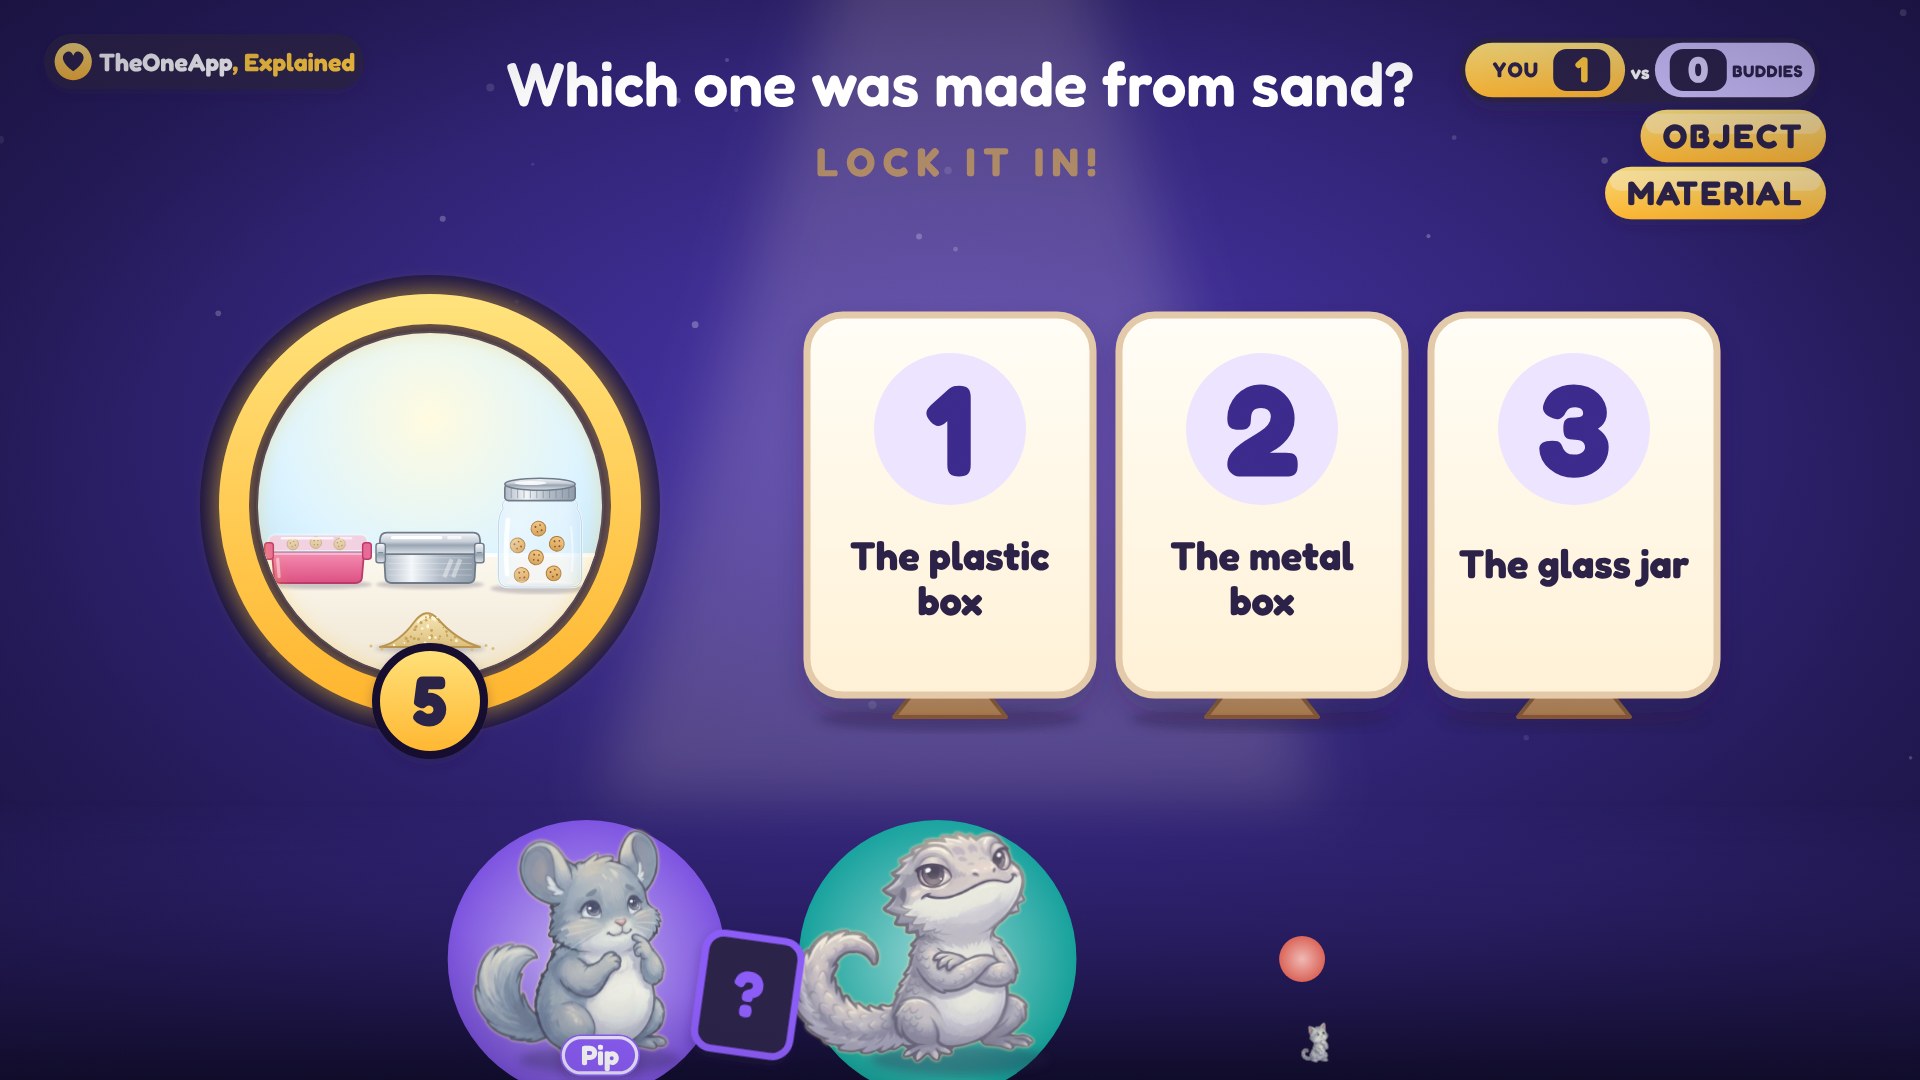 TheOneApp, Explained
Which one was made from sand?
LOCK IT IN!
YOU 1 vs 0 BUDDIES
OBJECT
MATERIAL
5
1
The plastic
box
2
The metal
box
3
The glass jar
?
Pip